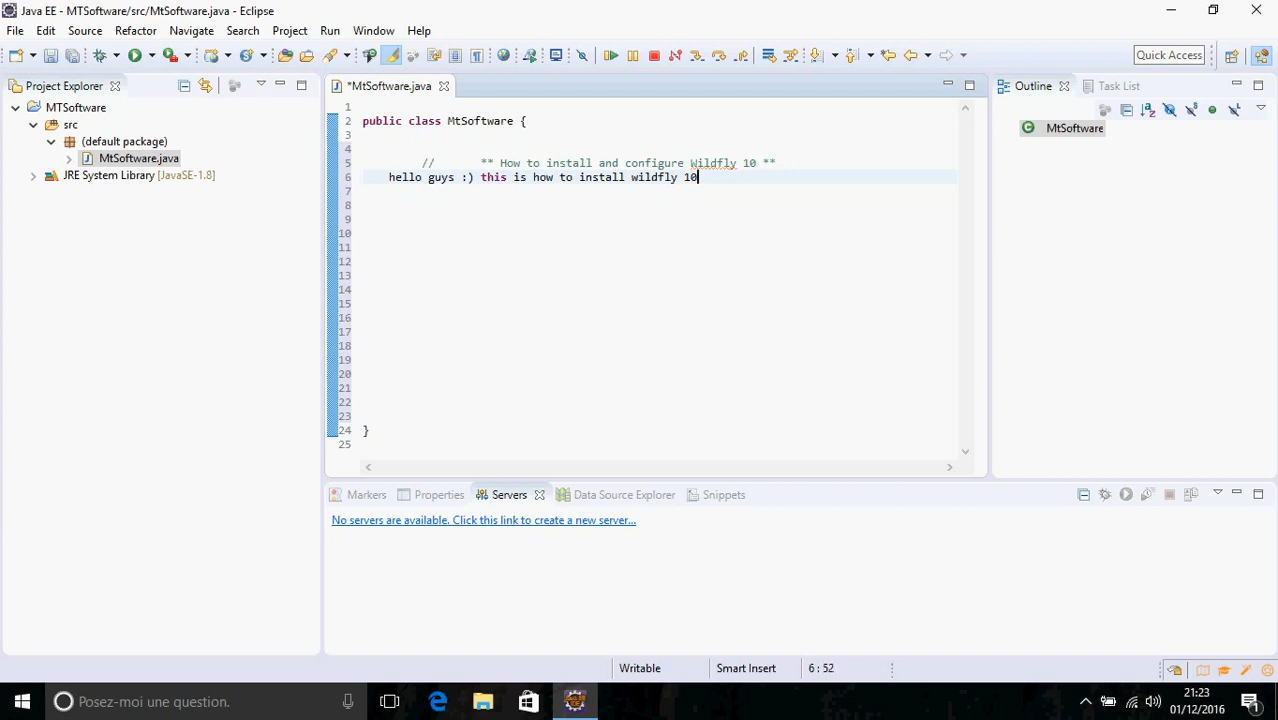 Java EE - MTSoftware/src/MtSoftware.java - Eclipse
File Edit Source Refactor Navigate Search Project Run Window Help
Quick Access
Project Explorer
MTSoftware
src
(default package)
MtSoftware.java
JRE System Library [JavaSE-1.8]
*MtSoftware.java
1
2 public class MtSoftware {
3
4
5 // ** How to install and configure Wildfly 10 **
6 hello guys :) this is how to install wildfly 10
7
8
9
10
11
12
13
14
15
16
17
18
19
20
21
22
23
24 }
25
Outline Task List
MtSoftware
Markers Properties Servers Data Source Explorer Snippets
No servers are available. Click this link to create a new server...
Writable Smart Insert 6 : 52
Posez-moi une question.
21:23
01/12/2016
1